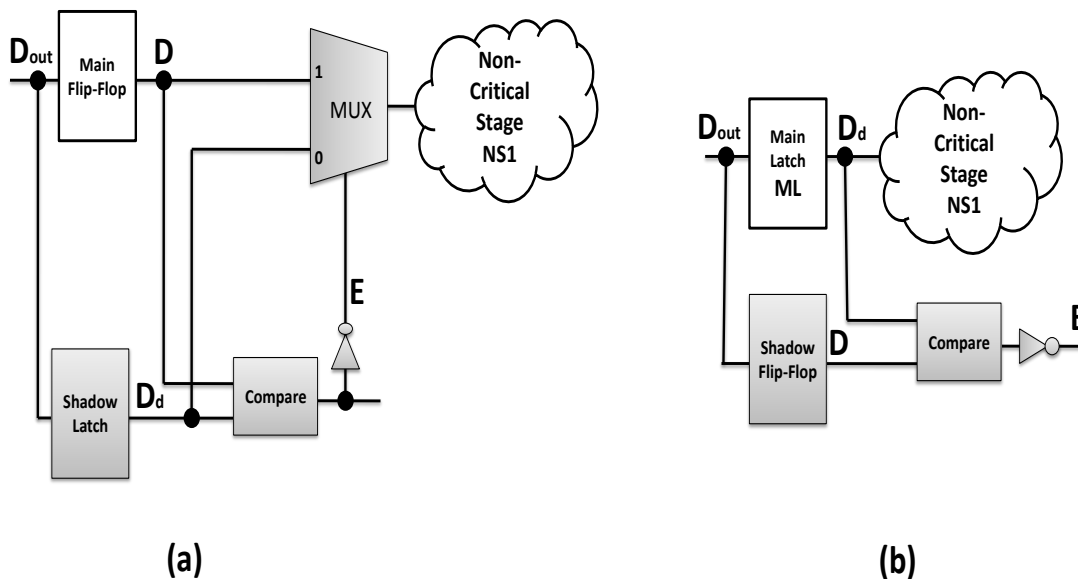 Dout
Main
Flip-Flop
D
1
MUX
0
Non-
Critical
Stage
NS1
E
Shadow
Latch
Dd
Compare
(a)
Dout
Main
Latch
ML
Dd
Non-
Critical
Stage
NS1
Shadow
Flip-Flop
D
Compare
E
(b)